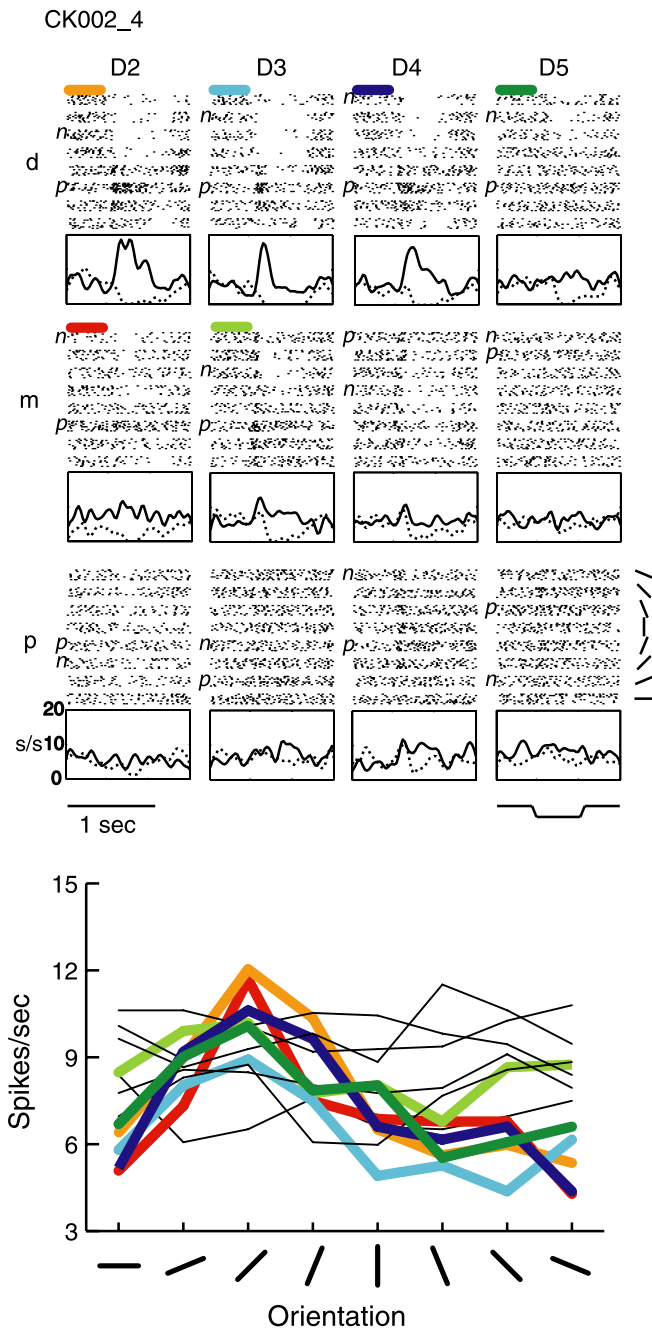 CK002_4
D2 D3 D4 D5
n
n n
n
d
p p p p
n p n
m
p
n
n
p p
n
p
p
p n p
n n
p n
20
s/s 10
0
1 sec
15
12
9
6
3
Spikes/sec
Orientation